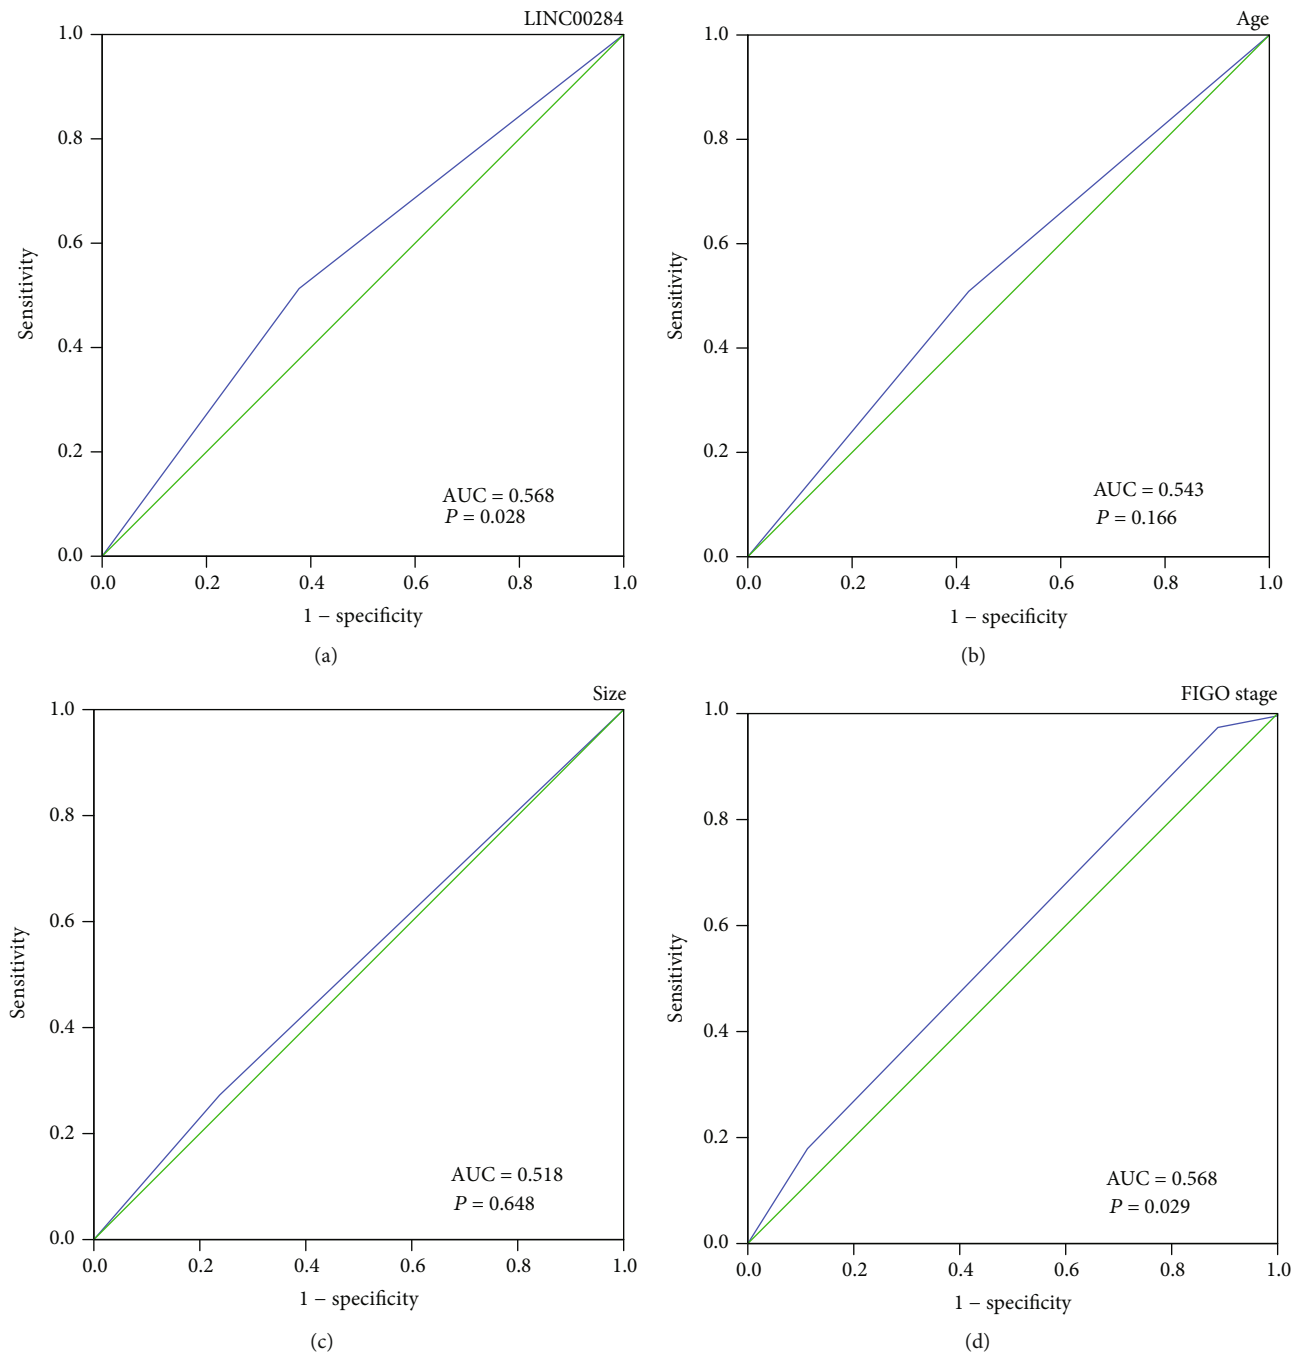 LINC00284
1.0
0.8
0.6
0.4
0.2
0.0
Sensitivity
AUC = 0.568
P = 0.028
0.0 0.2 0.4 0.6 0.8 1.0
1 − specificity
(a)
Age
1.0
0.8
0.6
0.4
0.2
0.0
Sensitivity
AUC = 0.543
P = 0.166
0.0 0.2 0.4 0.6 0.8 1.0
1 − specificity
(b)
Size
1.0
0.8
0.6
0.4
0.2
0.0
Sensitivity
AUC = 0.518
P = 0.648
0.0 0.2 0.4 0.6 0.8 1.0
1 − specificity
(c)
FIGO stage
1.0
0.8
0.6
0.4
0.2
0.0
Sensitivity
AUC = 0.568
P = 0.029
0.0 0.2 0.4 0.6 0.8 1.0
1 − specificity
(d)